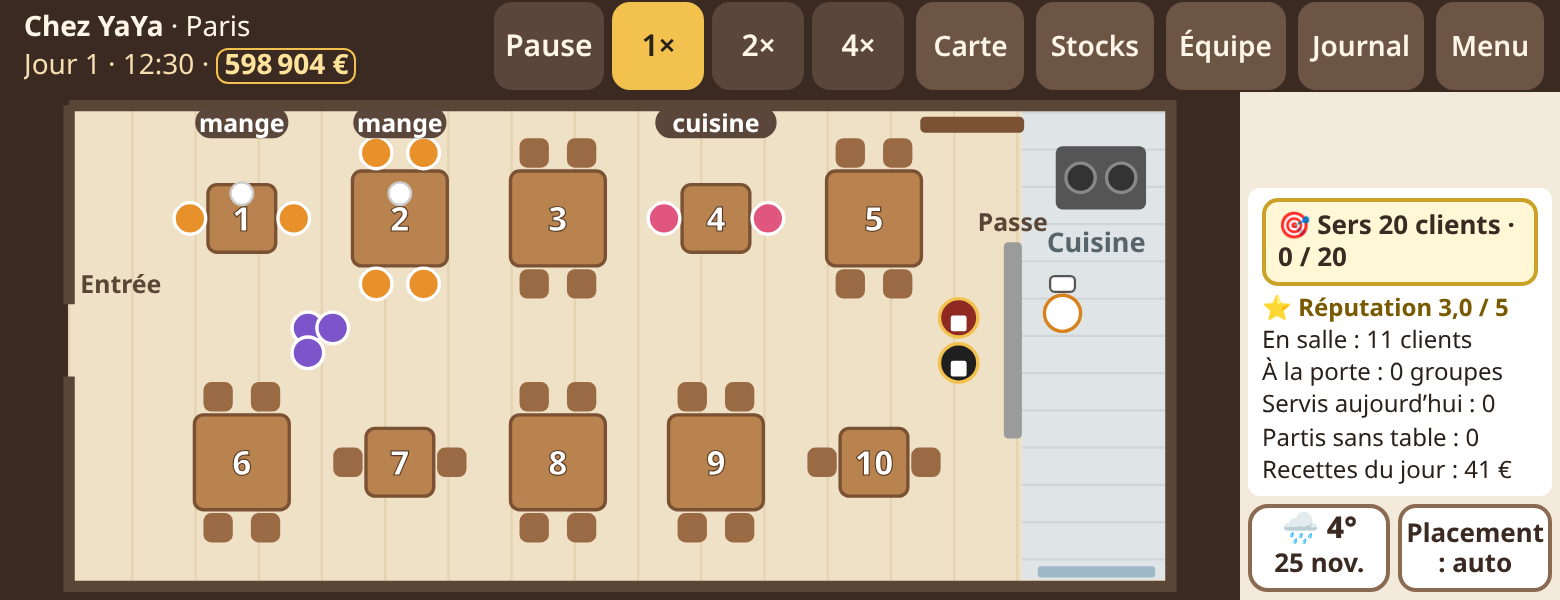 Chez YaYa · Paris
Jour 1 · 12:30 · 598 904 €
Pause
1×
2×
4×
Carte
Stocks
Équipe
Journal
Menu
mange
mange
cuisine
1
2
3
4
5
Passe
Cuisine
Entrée
6
7
8
9
10
🎯 Sers 20 clients ·
0 / 20
⭐ Réputation 3,0 / 5
En salle : 11 clients
À la porte : 0 groupes
Servis aujourd’hui : 0
Partis sans table : 0
Recettes du jour : 41 €
🌧️ 4°
25 nov.
Placement
: auto